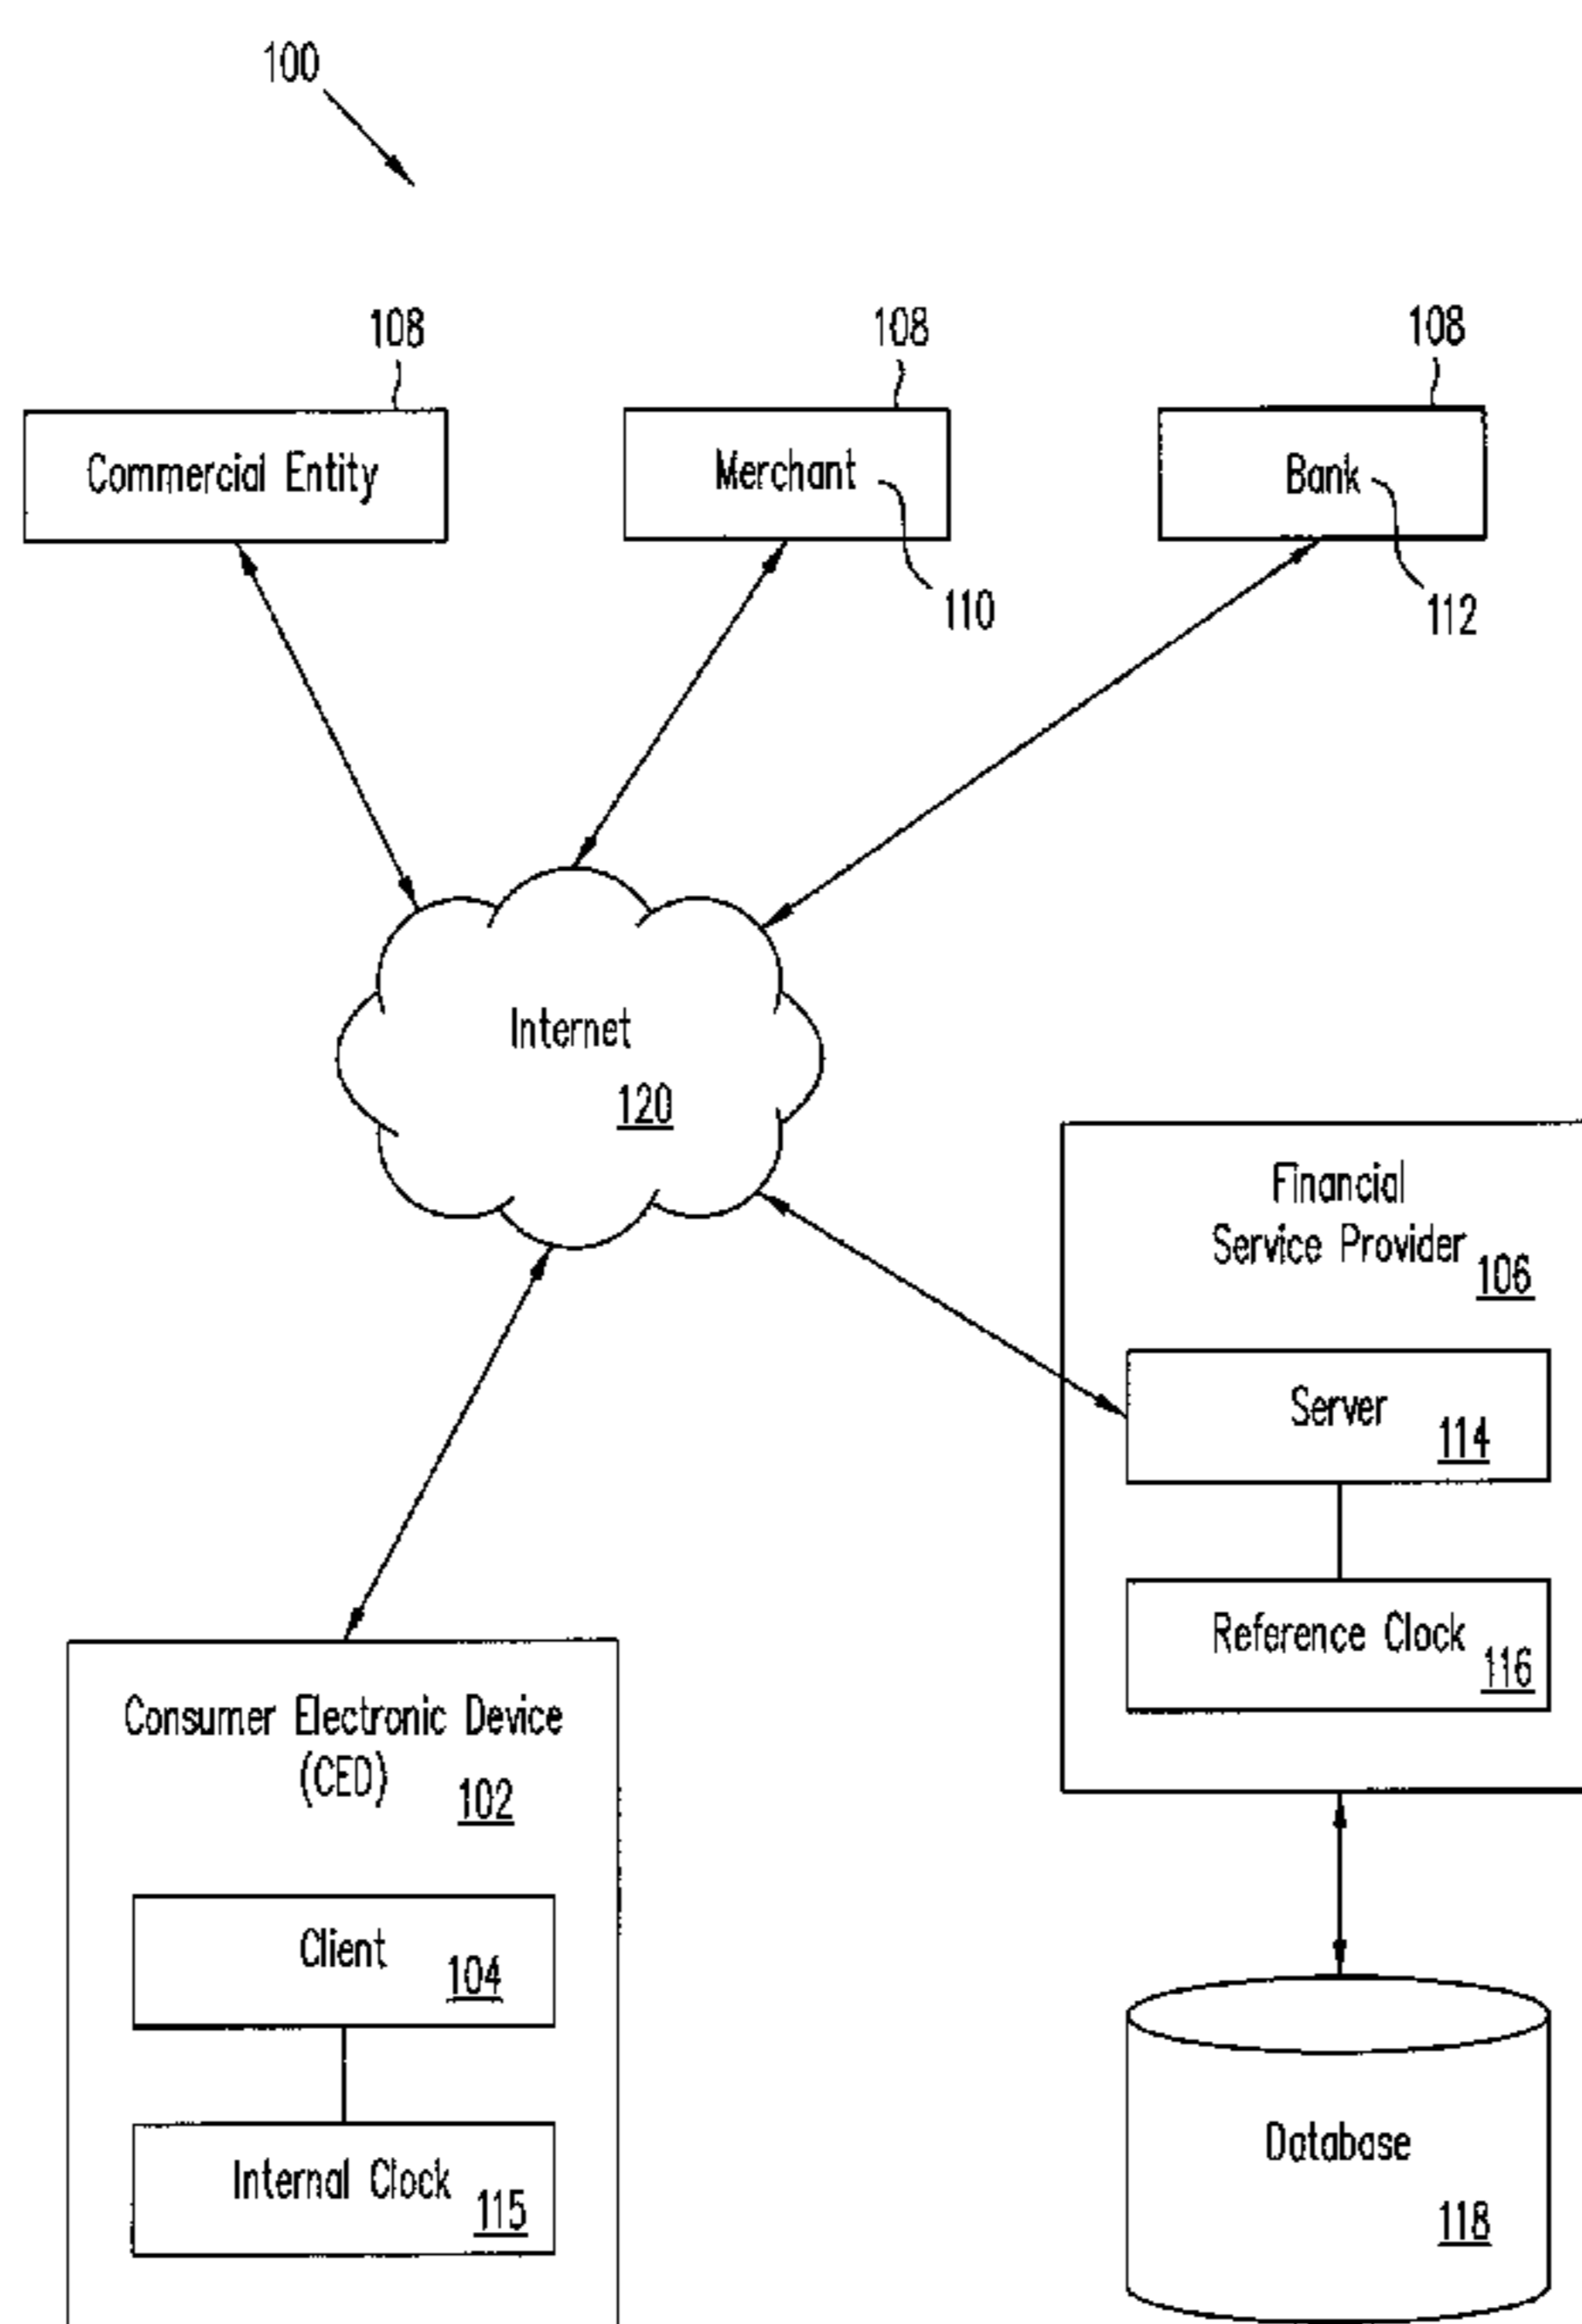 100
108
108
108
Commercial Entity
Merchant
Bank
110
112
Internet
120
Financial
Service Provider
106
Server
114
Reference Clock
116
Consumer Electronic Device
(CED)
102
Client
104
Internal Clock
115
Database
118